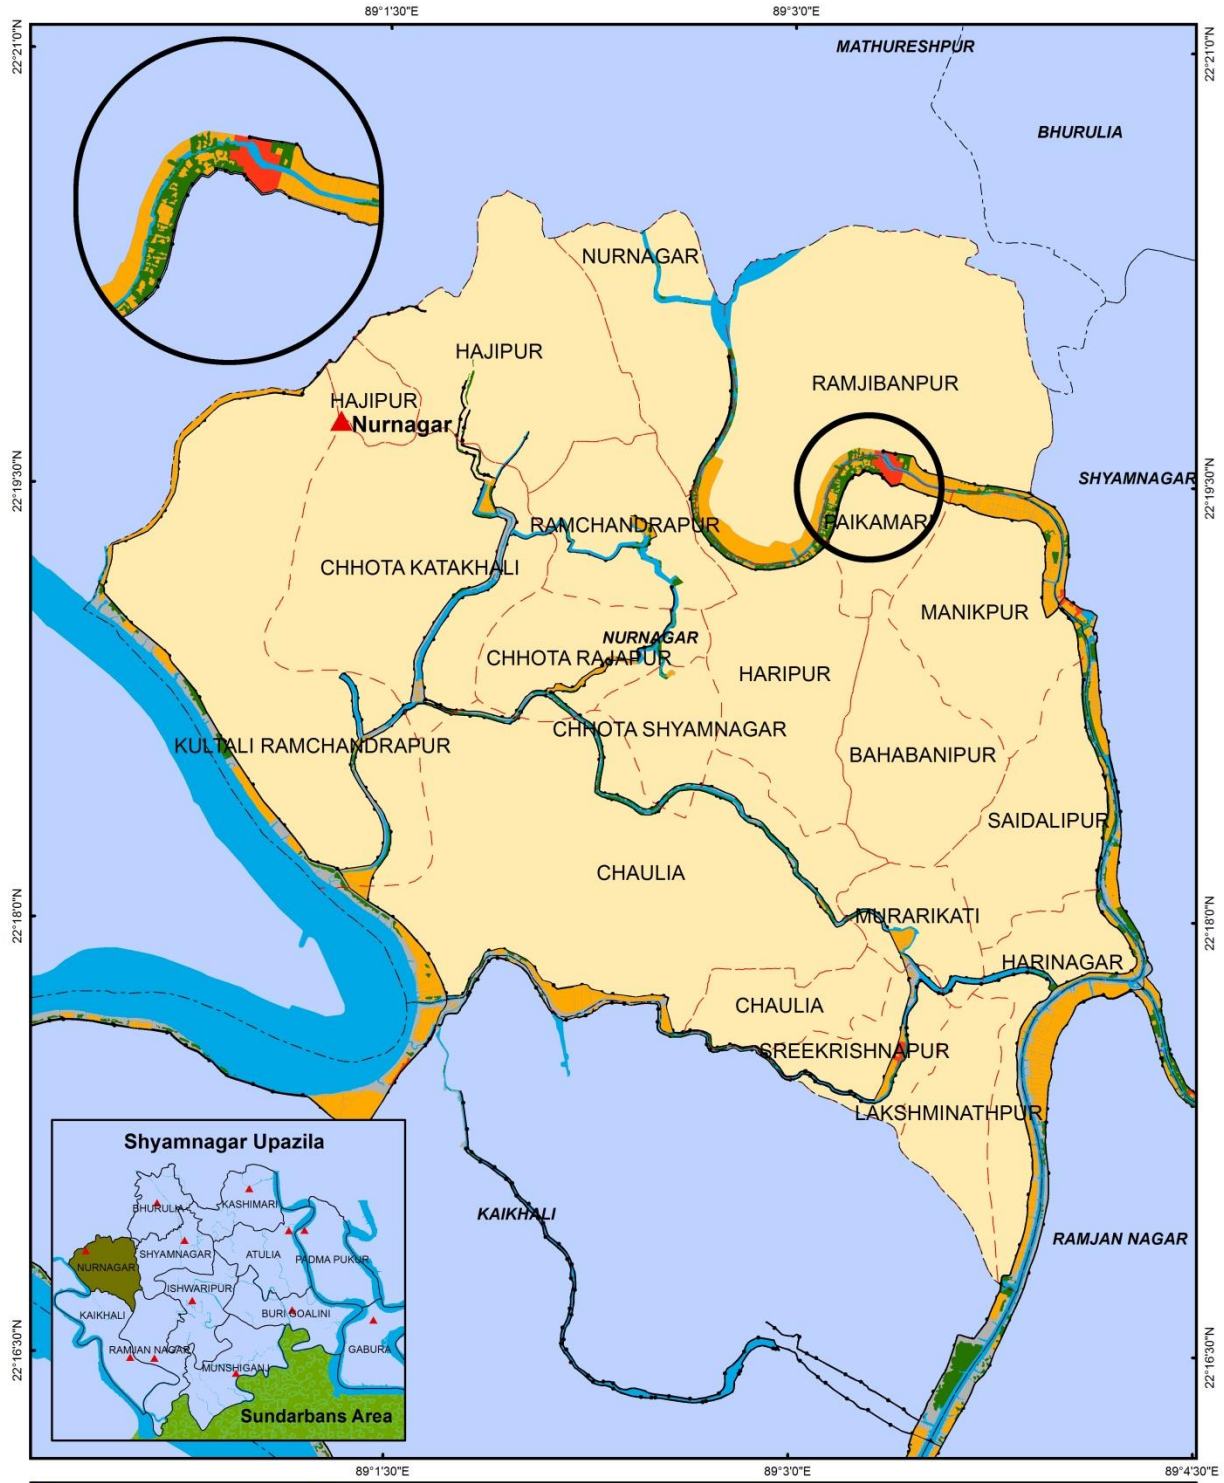 89°1'30"E
89°3'0"E
22°21'0"N
22°21'0"N
MATHURESHPUR
BHURULIA
NURNAGAR
HAJIPUR
RAMJIBANPUR
HAJIPUR
Nurnagar
22°19'30"N
22°19'30"N
SHYAMNAGAR
RAMCHANDRAPUR
PAIKAMARI
CHHOTA KATAKHALI
MANIKPUR
NURNAGAR
CHHOTA RAJAPUR
HARIPUR
CHHOTA SHYAMNAGAR
KULTALI RAMCHANDRAPUR
BAHABANIPUR
SAIDALIPUR
CHAULIA
MURARIKATI
22°18'0"N
22°18'0"N
HARINAGAR
CHAULIA
SREEKRISHNAPUR
LAKSHMINATHPUR
KAIKHALI
RAMJAN NAGAR
22°16'30"N
22°16'30"N
Shyamnagar Upazila
BHURULIA
KASHIMARI
SHYAMNAGAR
ATULIA
PADMA PUKUR
NURNAGAR
ISHWARIPUR
KAIKHALI
BURI GOALINI
RAMJAN NAGAR
GABURA
MUNSHIGANJ
Sundarbans Area
89°1'30"E
89°3'0"E
89°4'30"E